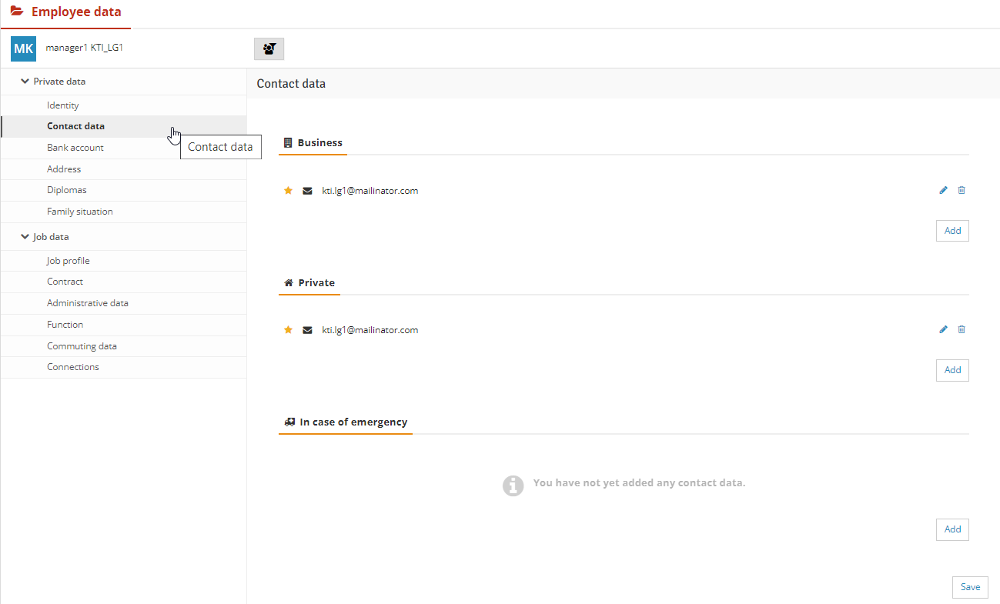 Employee data
MK
manager1 KTI_LG1
Private data
Identity
Contact data
Bank account
Address
Diplomas
Family situation
Job data
Job profile
Contract
Administrative data
Function
Commuting data
Connections
Contact data
Contact data
Business
kti.lg1@mailinator.com
Add
Private
kti.lg1@mailinator.com
Add
In case of emergency
You have not yet added any contact data.
Add
Save